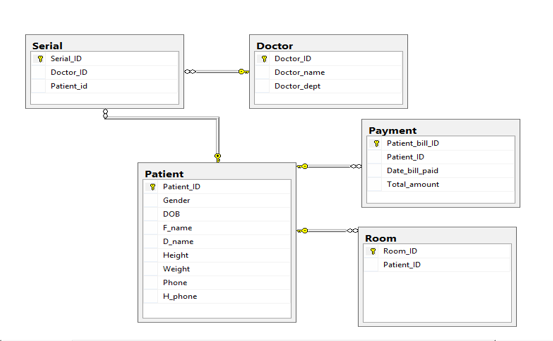 Serial
Serial_ID
Doctor_ID
Patient_id
Doctor
Doctor_ID
Doctor_name
Doctor_dept
Payment
Patient_bill_ID
Patient_ID
Date_bill_paid
Total_amount
Patient
Patient_ID
Gender
DOB
F_name
D_name
Height
Weight
Phone
H_phone
Room
Room_ID
Patient_ID